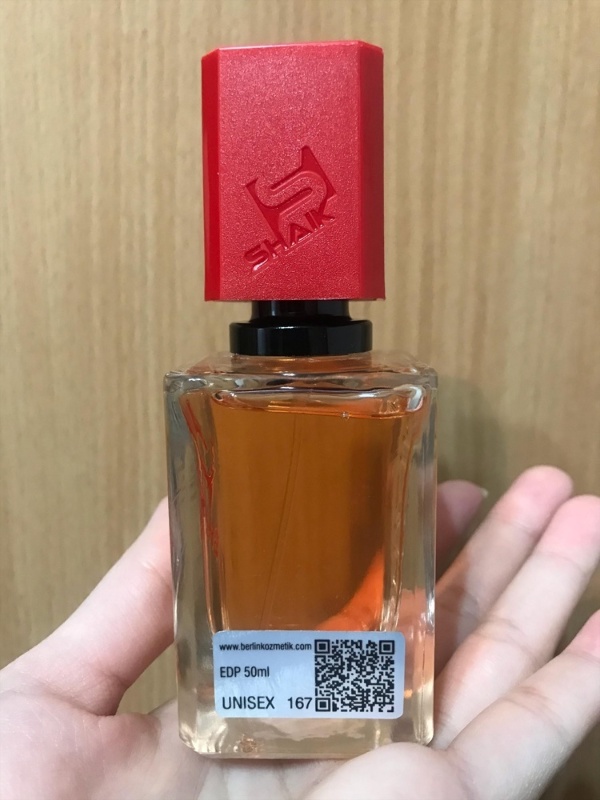 SHAIK
www.berlinkozmetik.com
EDP 50ml
UNISEX 167